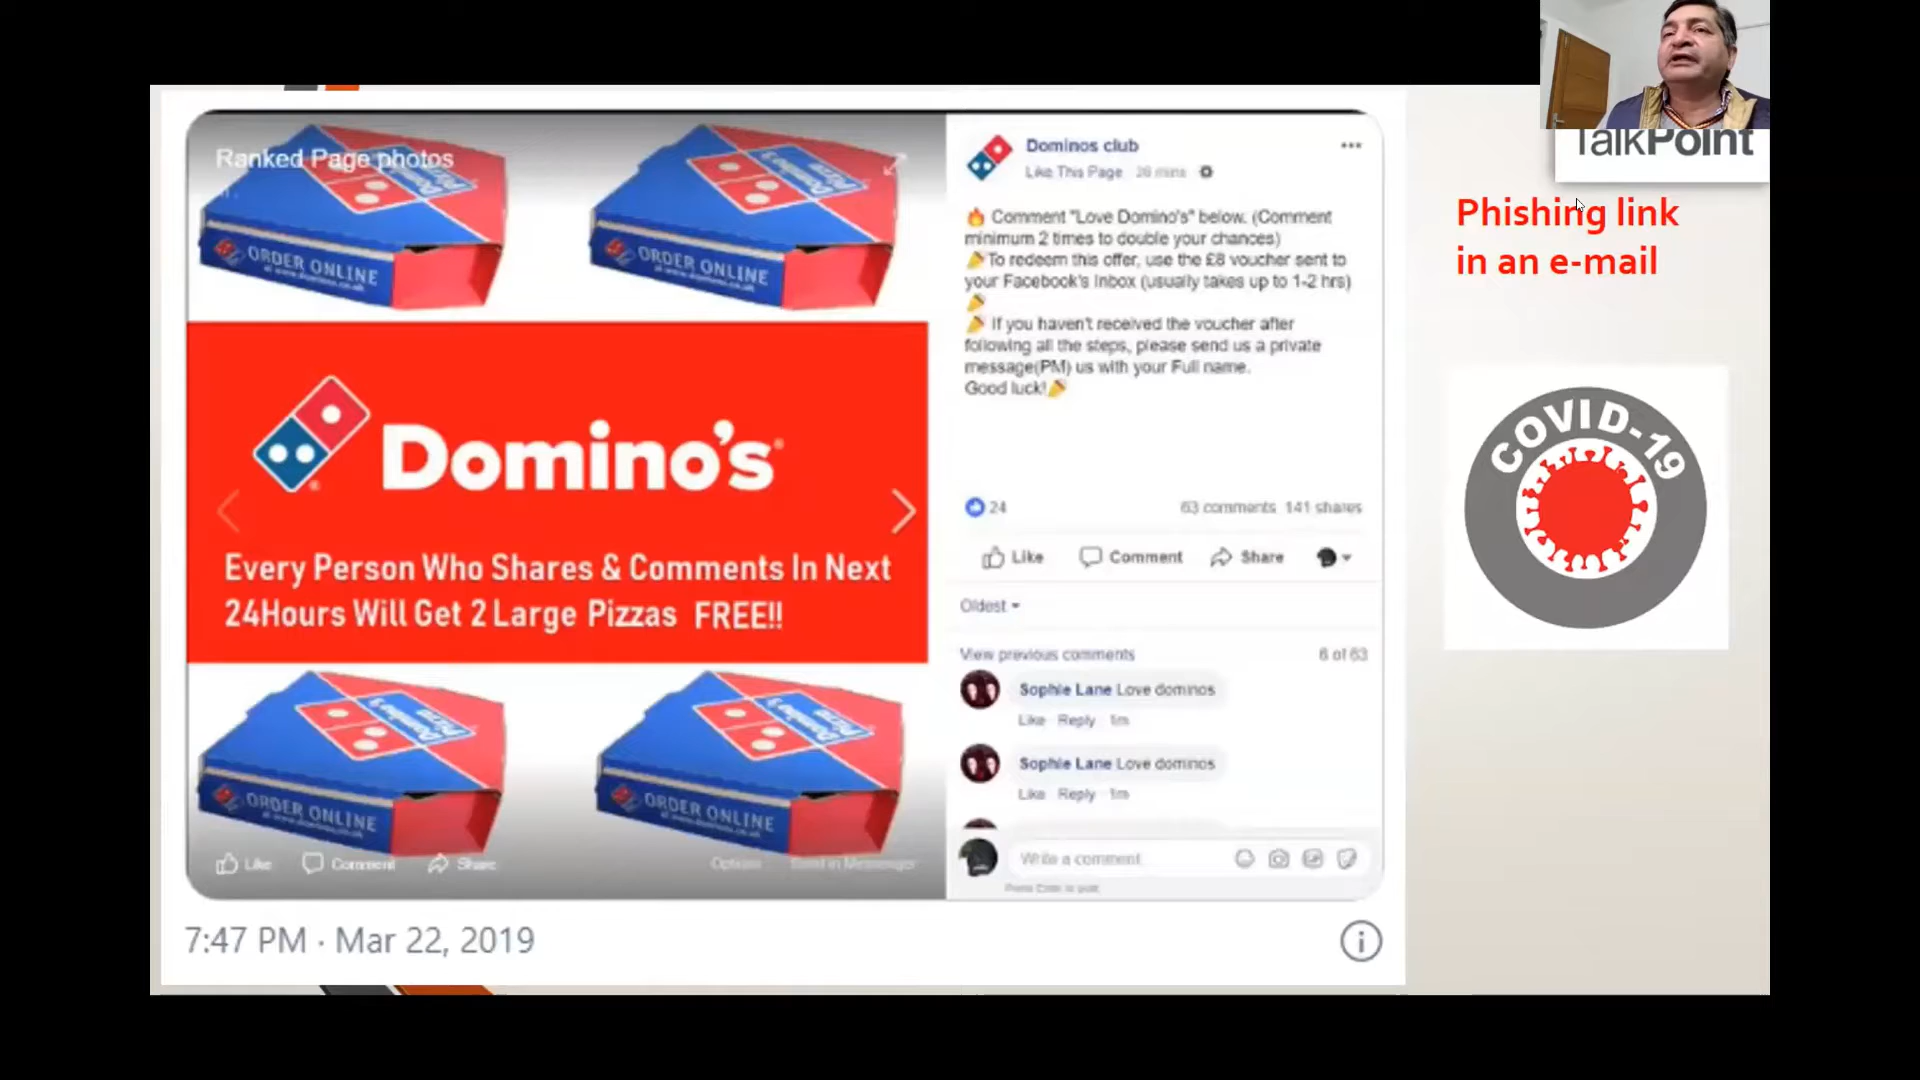 TalkPoint
Phishing link
in an e-mail
COVID-19
Ranked Page photos
ORDER ONLINE
ORDER ONLINE
Domino's
Every Person Who Shares & Comments In Next
24Hours Will Get 2 Large Pizzas FREE!!
ORDER ONLINE
ORDER ONLINE
Like Comment Share Options Send in Messenger
Dominos club
Like This Page 26 mins
Comment "Love Domino's" below. (Comment
minimum 2 times to double your chances)
To redeem this offer, use the £8 voucher sent to
your Facebook's Inbox (usually takes up to 1-2 hrs)
If you haven't received the voucher after
following all the steps, please send us a private
message(PM) us with your Full name.
Good luck!
24 63 comments 141 shares
Like Comment Share
Oldest
View previous comments 6 of 63
Sophie Lane Love dominos
Like Reply 1m
Sophie Lane Love dominos
Like Reply 1m
Write a comment
7:47 PM · Mar 22, 2019